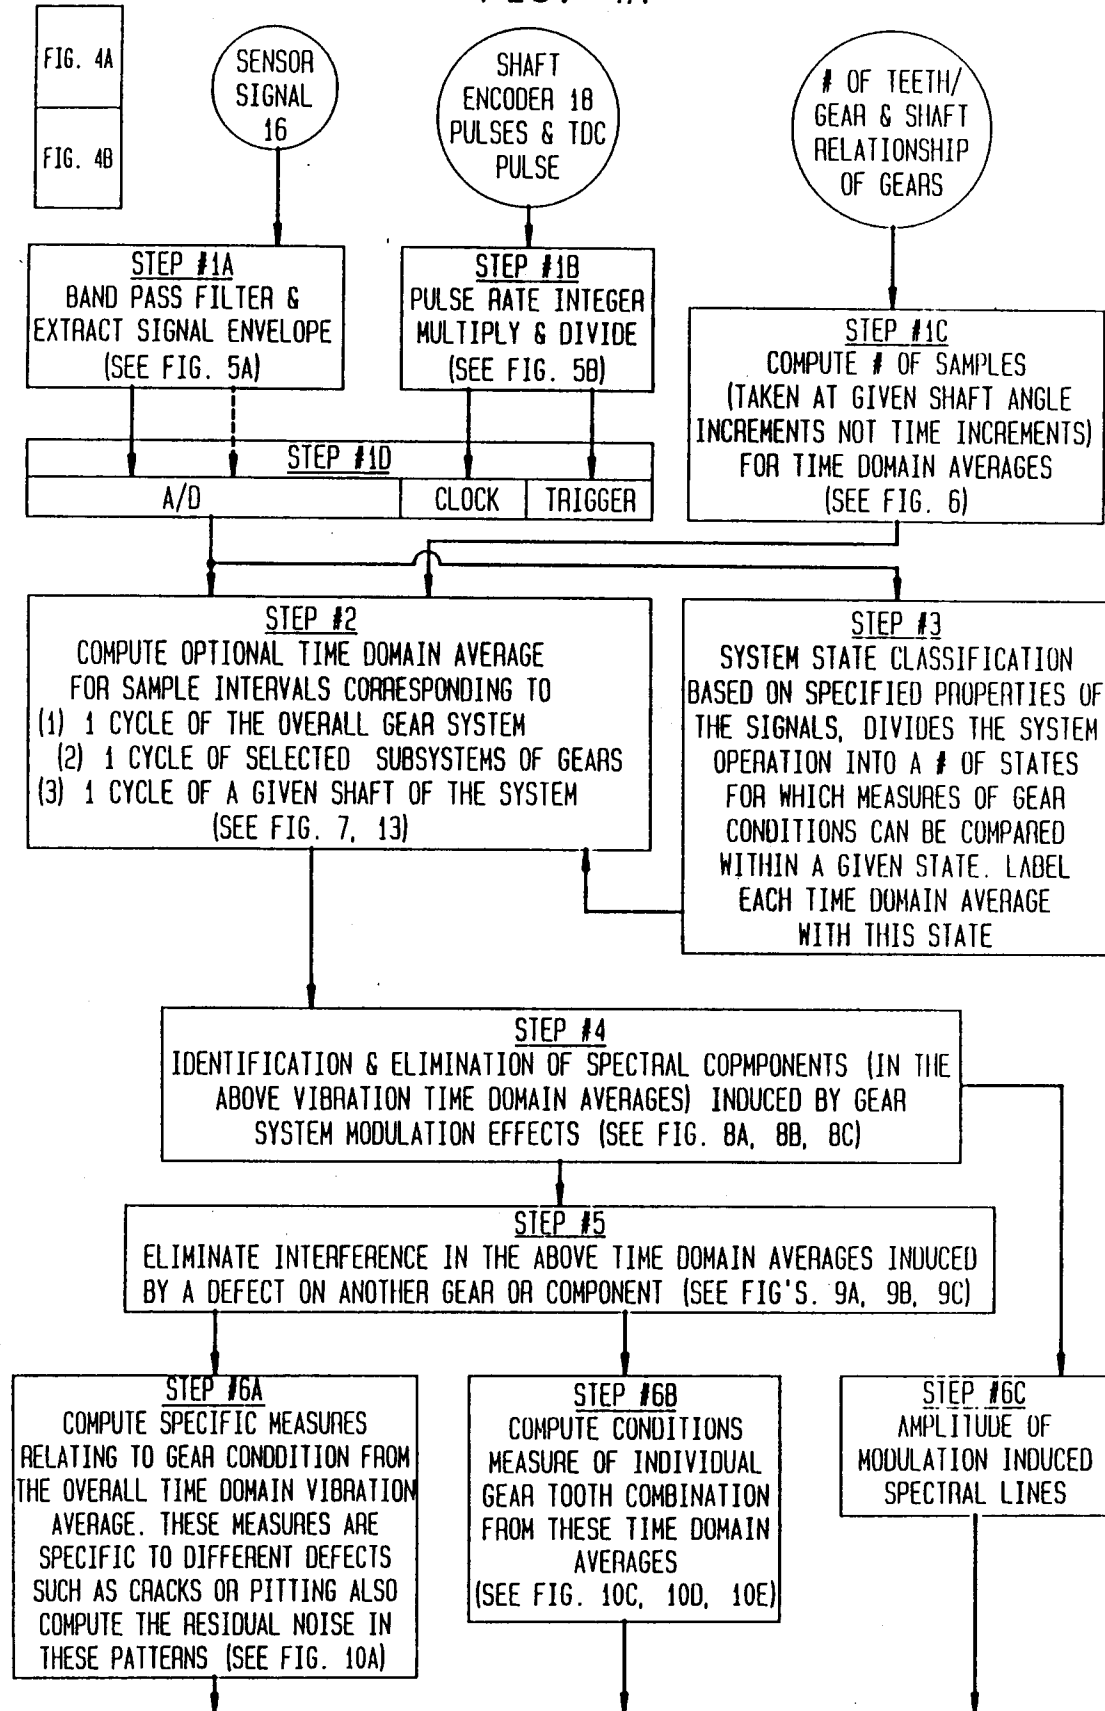 FIG. 4A
FIG. 4B
SENSOR
SIGNAL
16
SHAFT
ENCODER 18
PULSES & TDC
PULSE
# OF TEETH/
GEAR & SHAFT
RELATIONSHIP
OF GEARS
STEP #1A
BAND PASS FILTER &
EXTRACT SIGNAL ENVELOPE
(SEE FIG. 5A)
STEP #1B
PULSE RATE INTEGER
MULTIPLY & DIVIDE
(SEE FIG. 5B)
STEP #1C
COMPUTE # OF SAMPLES
(TAKEN AT GIVEN SHAFT ANGLE
INCREMENTS NOT TIME INCREMENTS)
FOR TIME DOMAIN AVERAGES
(SEE FIG. 6)
STEP #1D
A/D
CLOCK
TRIGGER
STEP #2
COMPUTE OPTIONAL TIME DOMAIN AVERAGE
FOR SAMPLE INTERVALS CORRESPONDING TO
(1) 1 CYCLE OF THE OVERALL GEAR SYSTEM
(2) 1 CYCLE OF SELECTED SUBSYSTEMS OF GEARS
(3) 1 CYCLE OF A GIVEN SHAFT OF THE SYSTEM
(SEE FIG. 7, 13)
STEP #3
SYSTEM STATE CLASSIFICATION
BASED ON SPECIFIED PROPERTIES OF
THE SIGNALS, DIVIDES THE SYSTEM
OPERATION INTO A # OF STATES
FOR WHICH MEASURES OF GEAR
CONDITIONS CAN BE COMPARED
WITHIN A GIVEN STATE. LABEL
EACH TIME DOMAIN AVERAGE
WITH THIS STATE
STEP #4
IDENTIFICATION & ELIMINATION OF SPECTRAL COPMPONENTS (IN THE
ABOVE VIBRATION TIME DOMAIN AVERAGES) INDUCED BY GEAR
SYSTEM MODULATION EFFECTS (SEE FIG. 8A, 8B, 8C)
STEP #5
ELIMINATE INTERFERENCE IN THE ABOVE TIME DOMAIN AVERAGES INDUCED
BY A DEFECT ON ANOTHER GEAR OR COMPONENT (SEE FIG'S. 9A, 9B, 9C)
STEP #6A
COMPUTE SPECIFIC MEASURES
RELATING TO GEAR CONDDITION FROM
THE OVERALL TIME DOMAIN VIBRATION
AVERAGE. THESE MEASURES ARE
SPECIFIC TO DIFFERENT DEFECTS
SUCH AS CRACKS OR PITTING ALSO
COMPUTE THE RESIDUAL NOISE IN
THESE PATTERNS (SEE FIG. 10A)
STEP #6B
COMPUTE CONDITIONS
MEASURE OF INDIVIDUAL
GEAR TOOTH COMBINATION
FROM THESE TIME DOMAIN
AVERAGES
(SEE FIG. 10C, 10D, 10E)
STEP #6C
AMPLITUDE OF
MODULATION INDUCED
SPECTRAL LINES